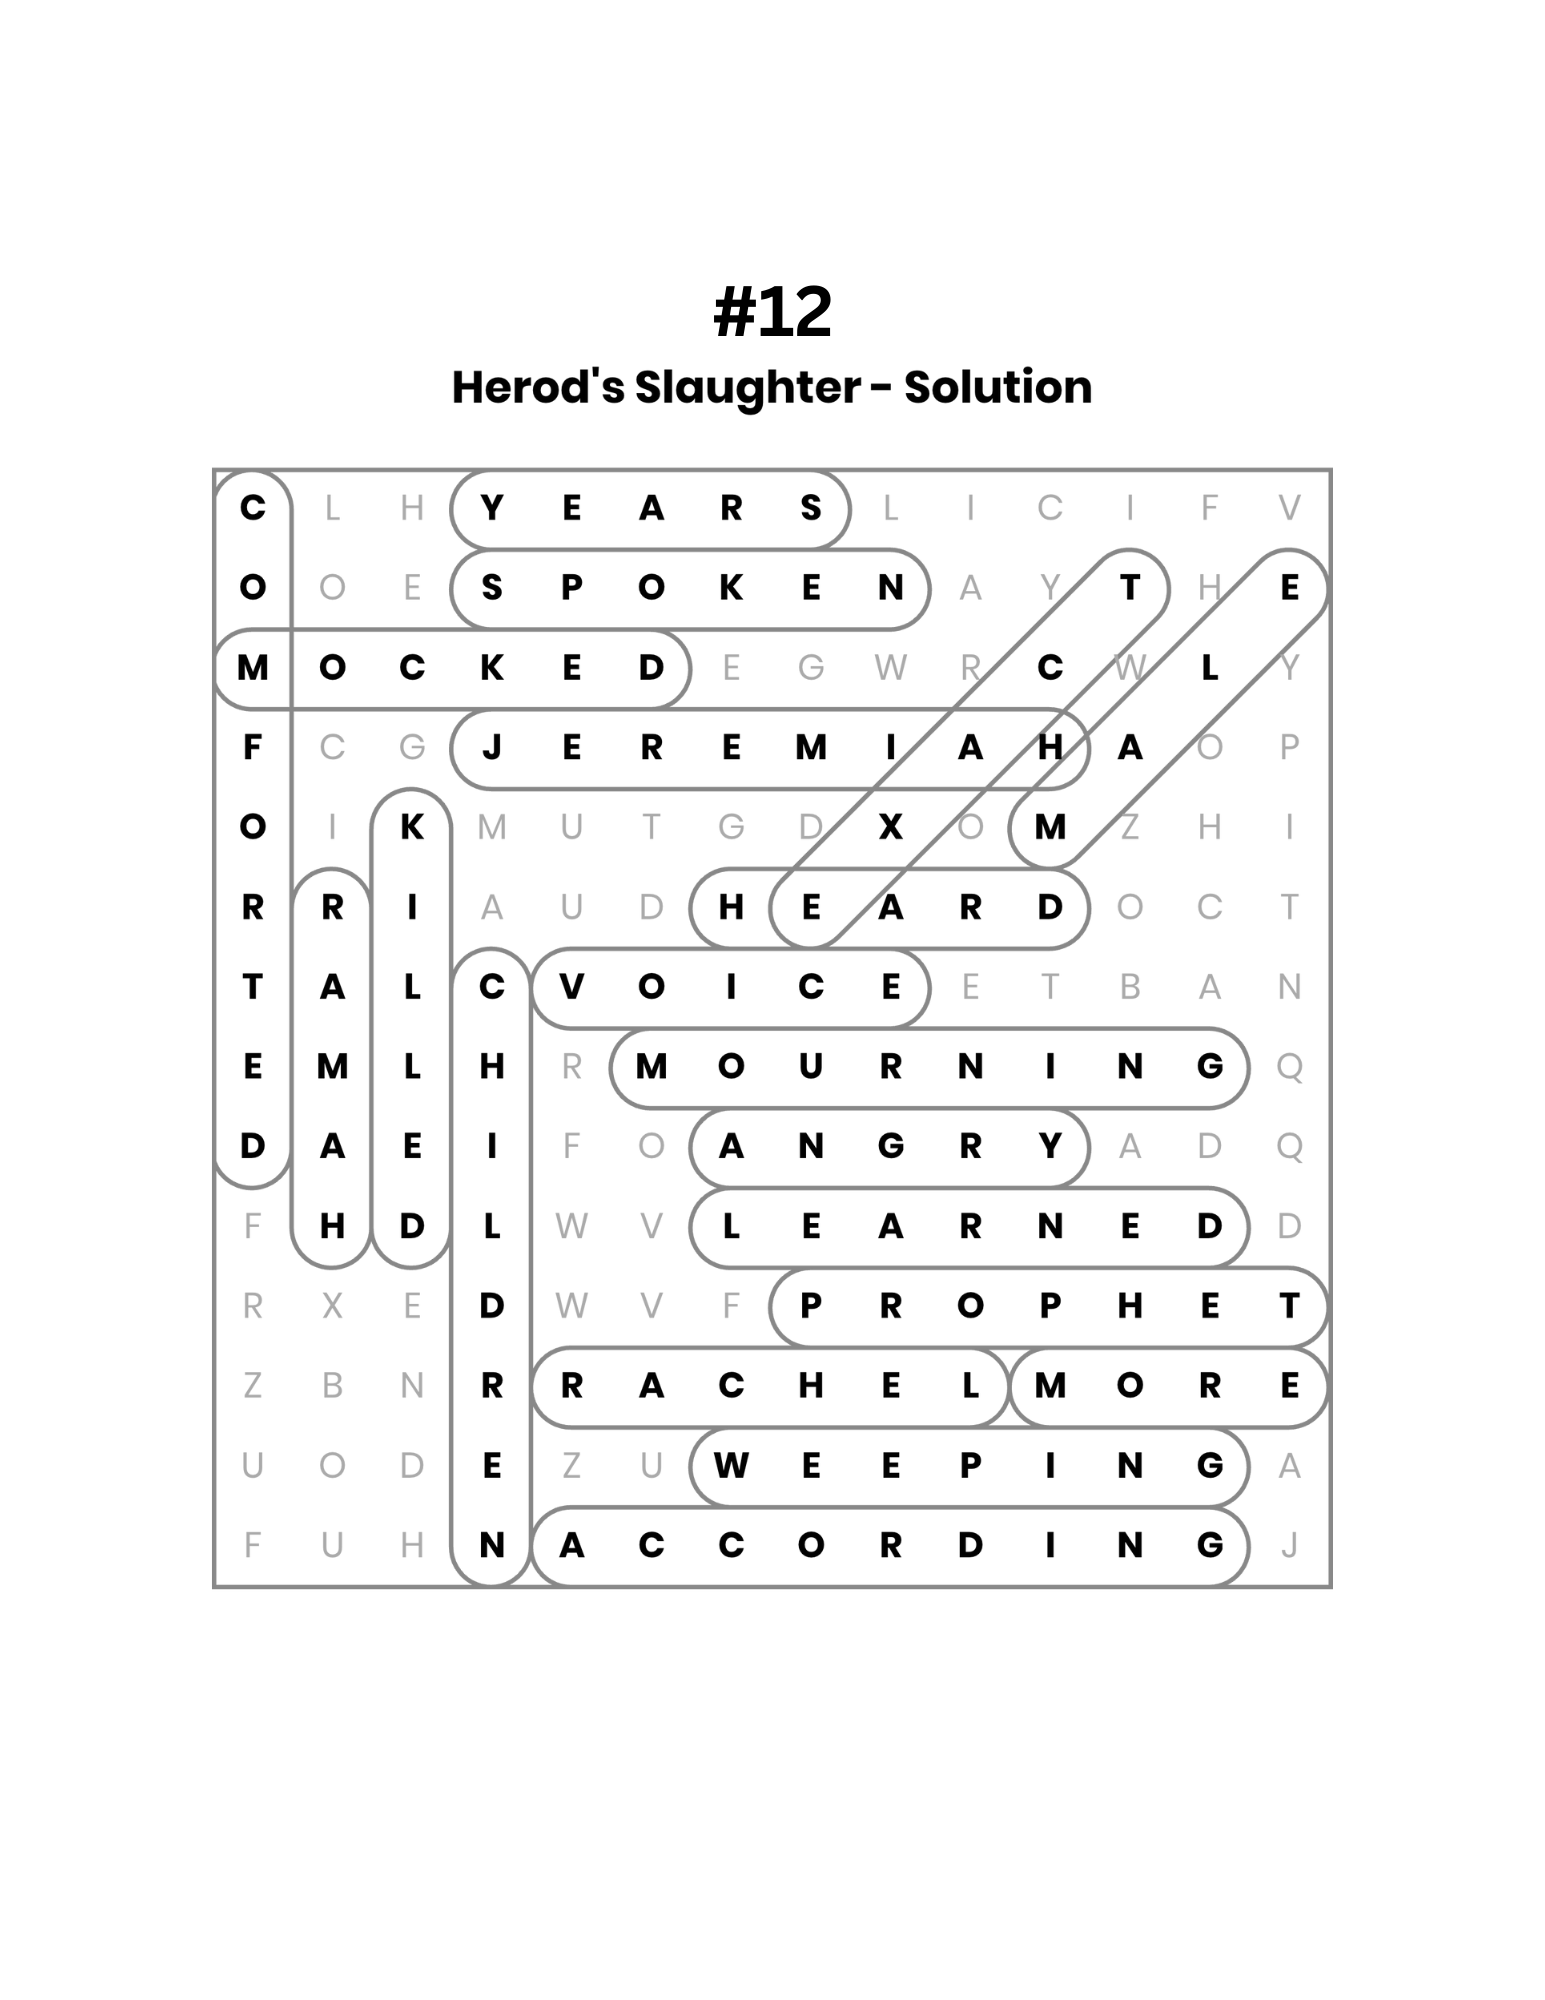 #12
Herod's Slaughter - Solution
C L H Y E A R S L I C I F V
O O E S P O K E N A Y T H E
M O C K E D E G W R C W L Y
F C G J E R E M I A H A O P
O I K M U T G D X O M Z H I
R R I A U D H E A R D O C T
T A L C V O I C E E T B A N
E M L H R M O U R N I N G Q
D A E I F O A N G R Y A D Q
F H D L W V L E A R N E D D
R X E D W V F P R O P H E T
Z B N R R A C H E L M O R E
U O D E Z U W E E P I N G A
F U H N A C C O R D I N G J